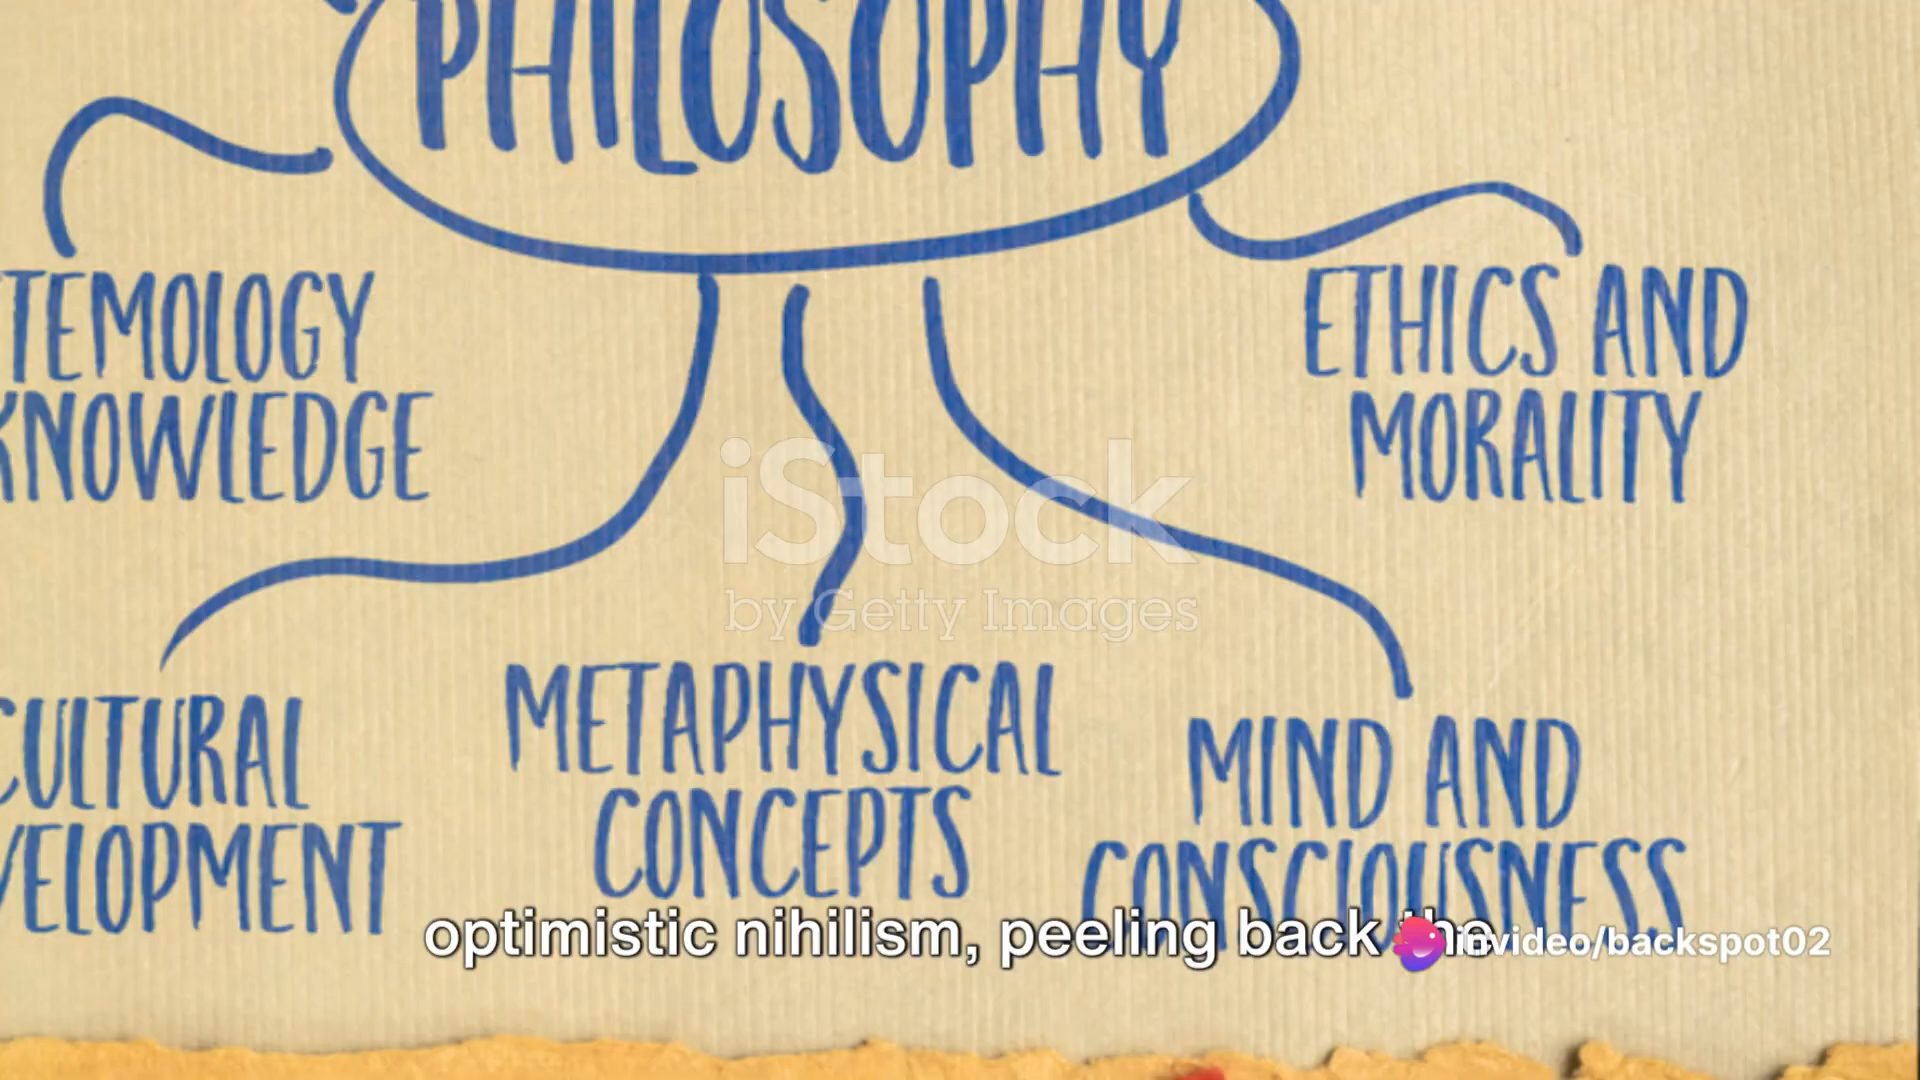 PHILOSOPHY
TEMOLOGY
KNOWLEDGE
ETHICS AND
MORALITY
iStock
by Getty Images
CULTURAL
VELOPMENT
METAPHYSICAL
CONCEPTS
MIND AND
CONSCIOUSNESS
optimistic nihilism, peeling back the
invideo/backspot02